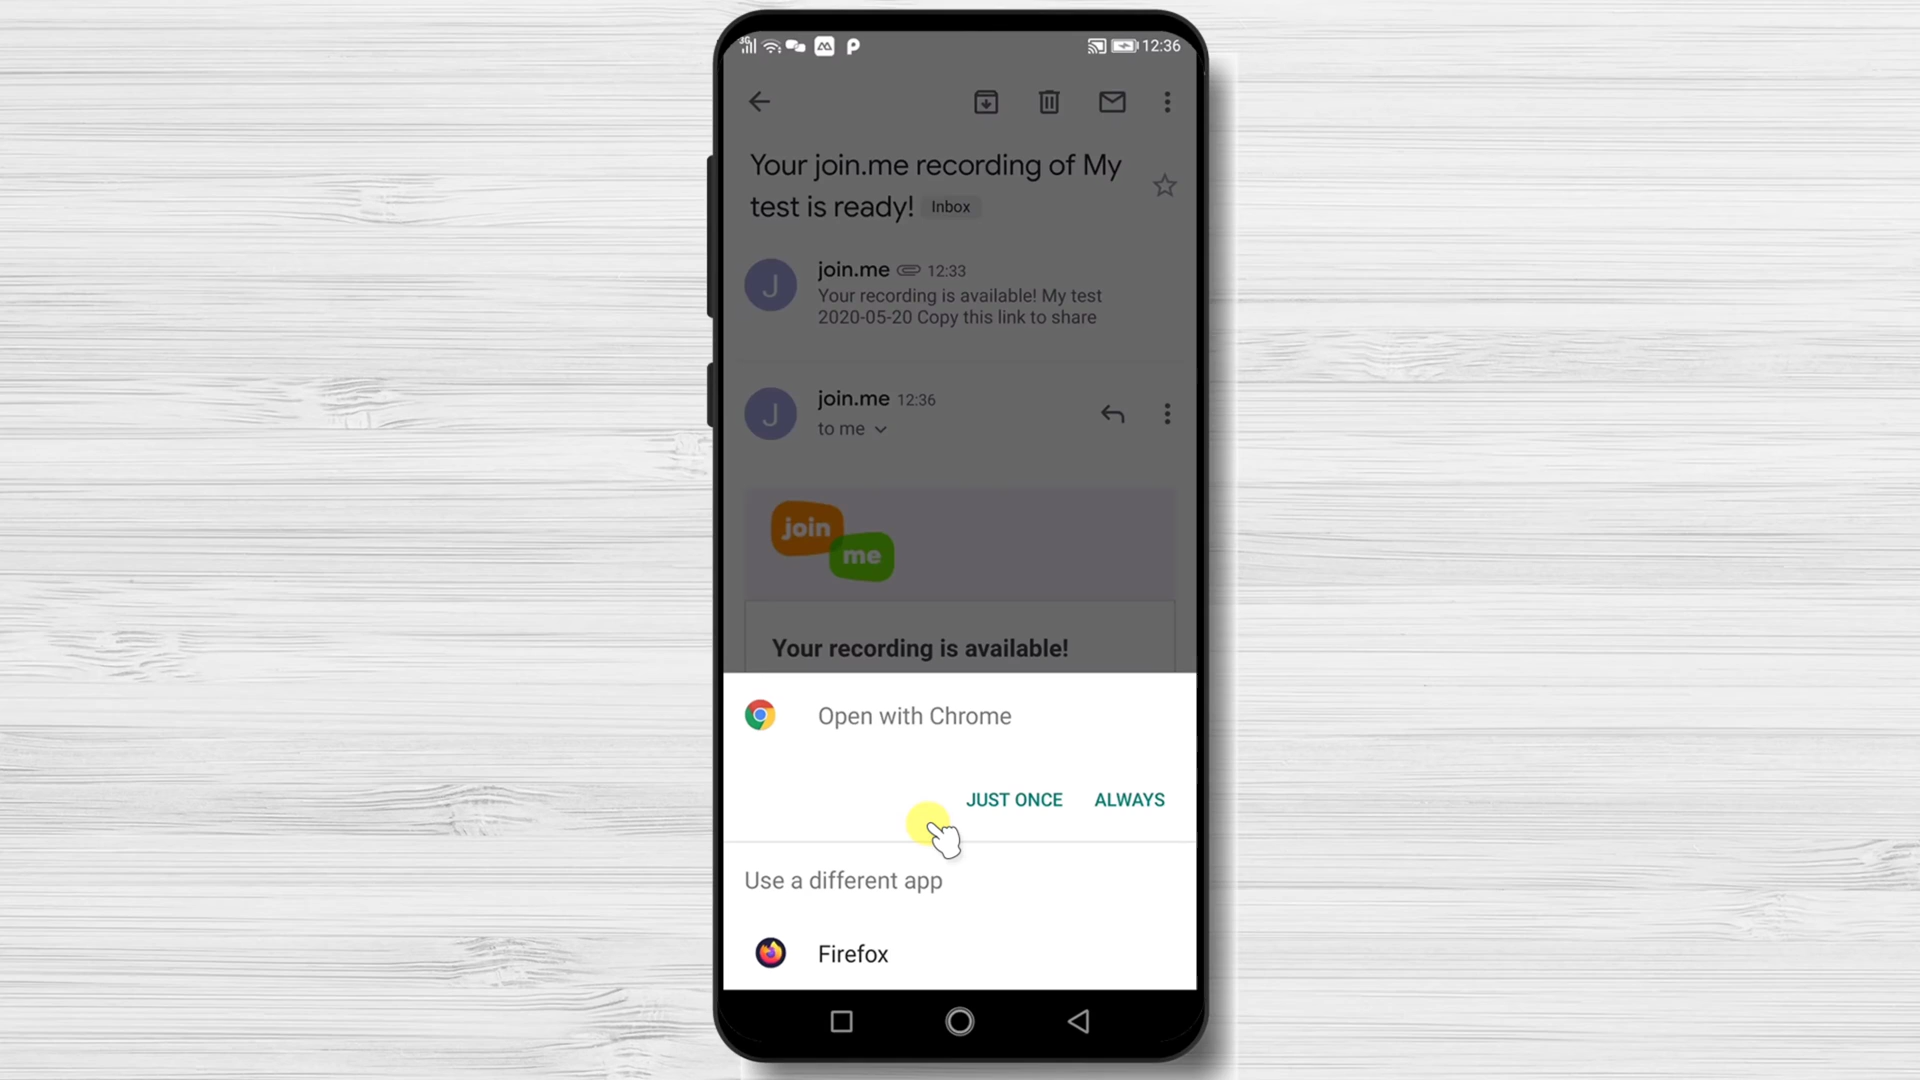 3G 12:36
Your join.me recording of My
test is ready! Inbox
J join.me 12:33
Your recording is available! My test
2020-05-20 Copy this link to share
J join.me 12:36
to me
join
me
Your recording is available!
Open with Chrome
JUST ONCE ALWAYS
Use a different app
Firefox